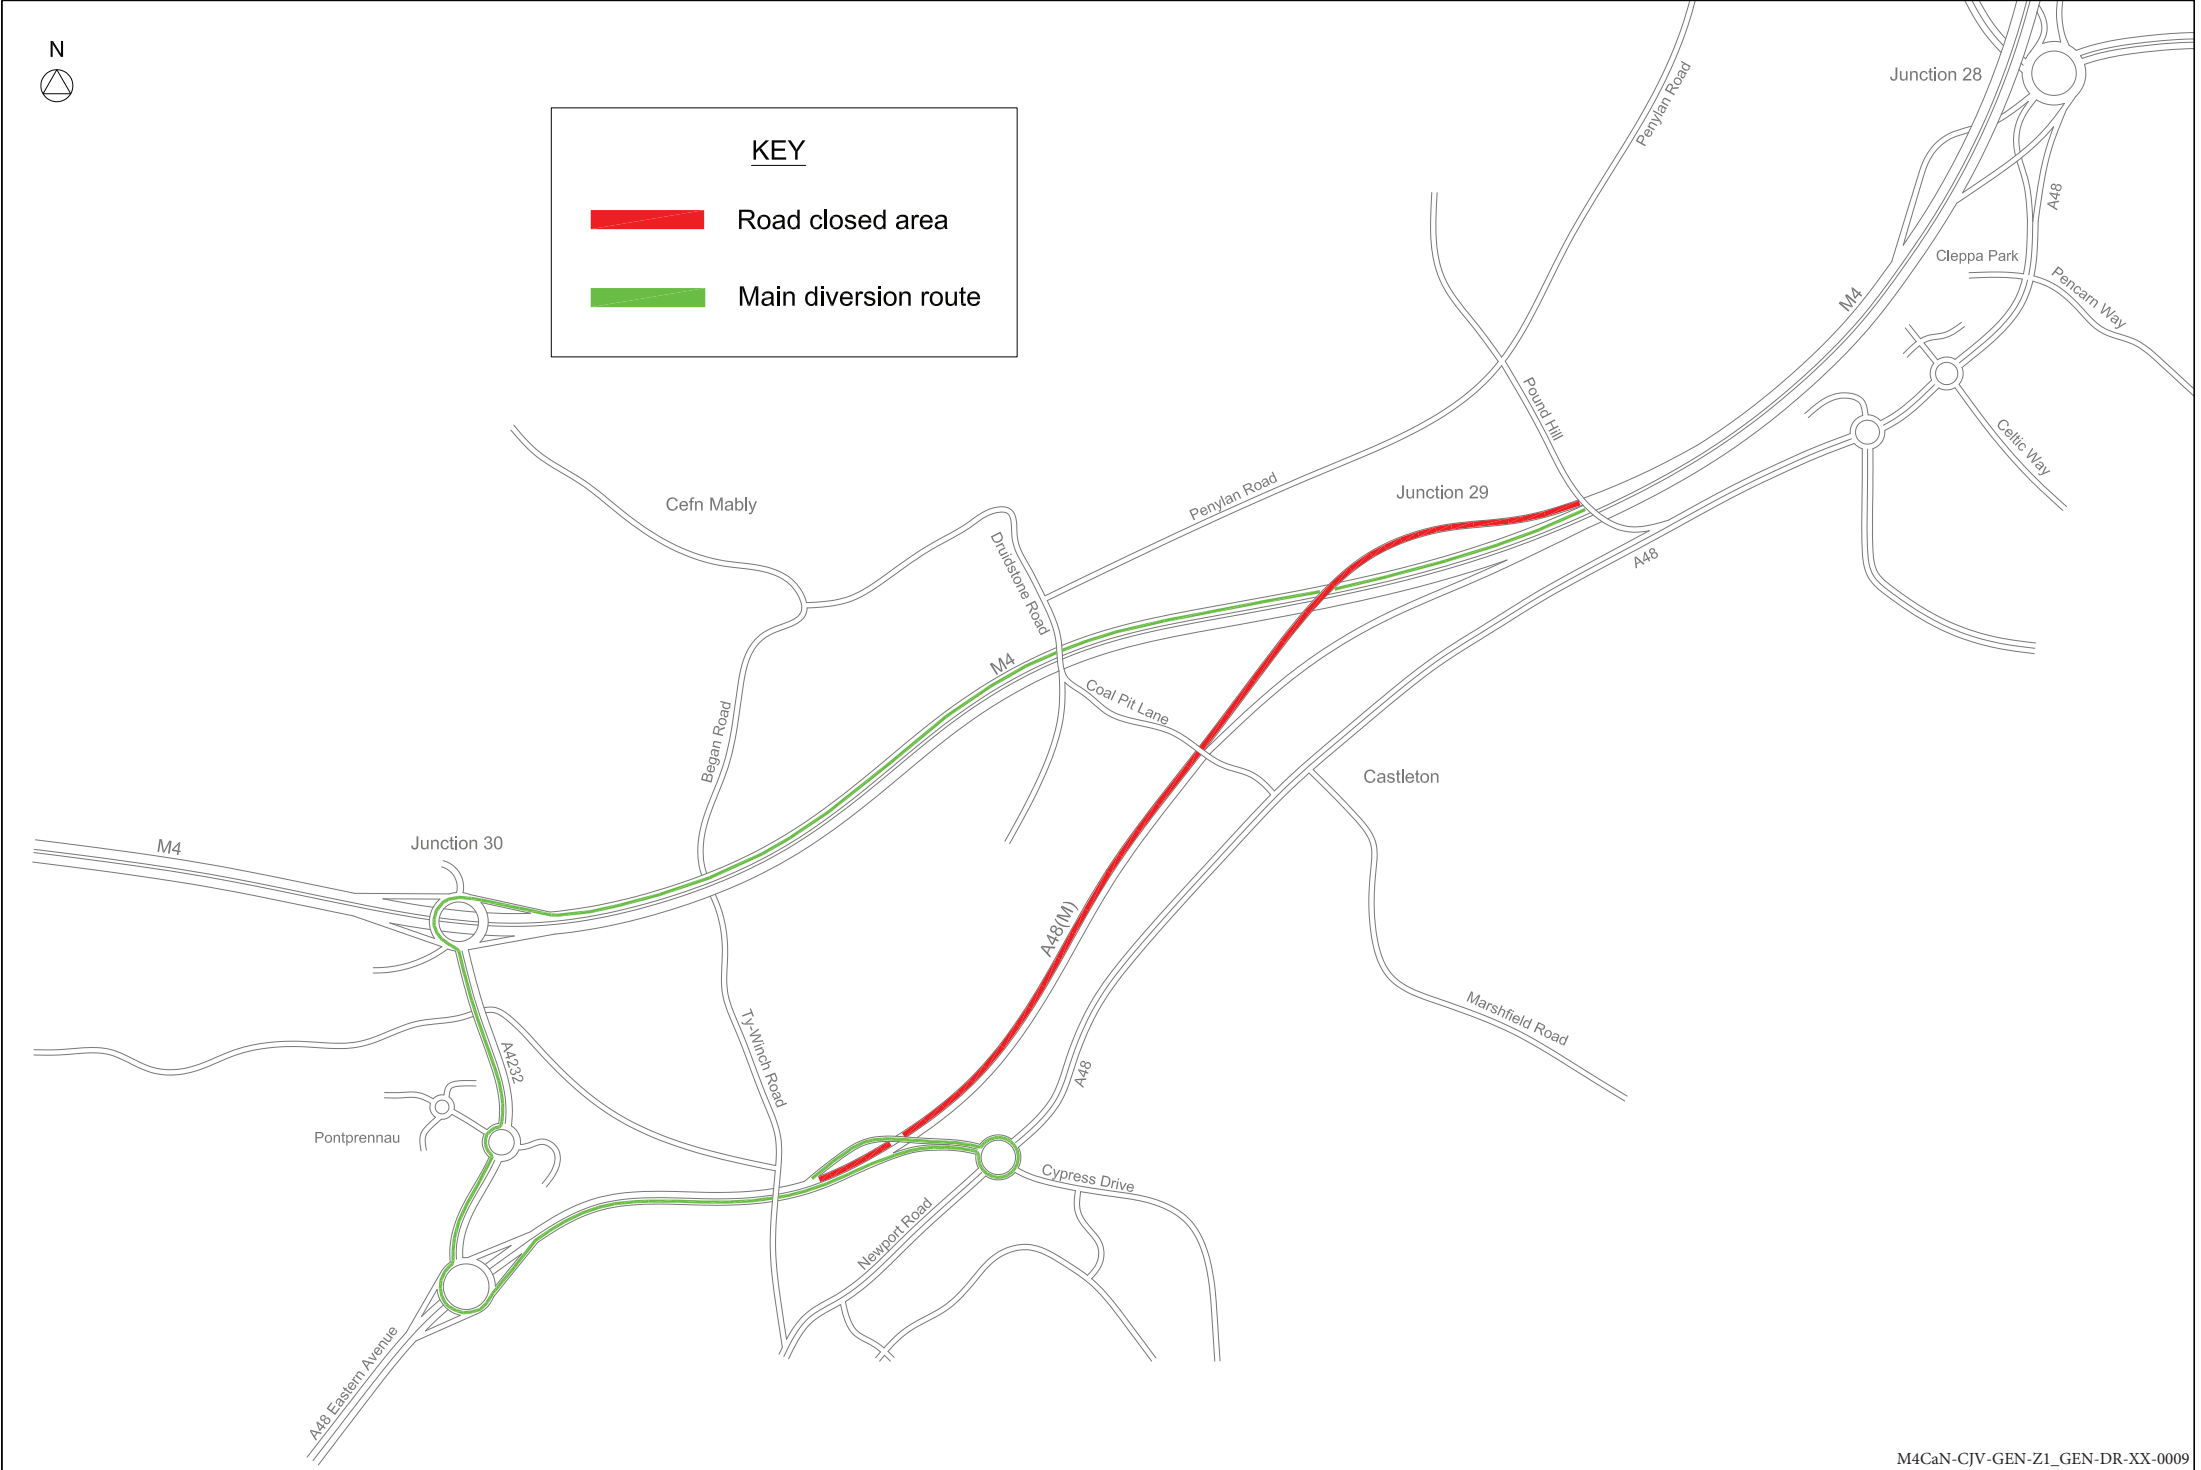 N
KEY
Road closed area
Main diversion route
Junction 28
Penylan Road
A48
Cleppa Park
Pencarn Way
M4
Pound Hill
Celtic Way
Cefn Mably
Penylan Road
Junction 29
Druidstone Road
A48
M4
Coal Pit Lane
Began Road
Castleton
M4
Junction 30
A48(M)
Marshfield Road
Ty-Winch Road
A4232
A48
Pontprennau
Cypress Drive
Newport Road
A48 Eastern Avenue
M4CaN-CJV-GEN-Z1_GEN-DR-XX-0009